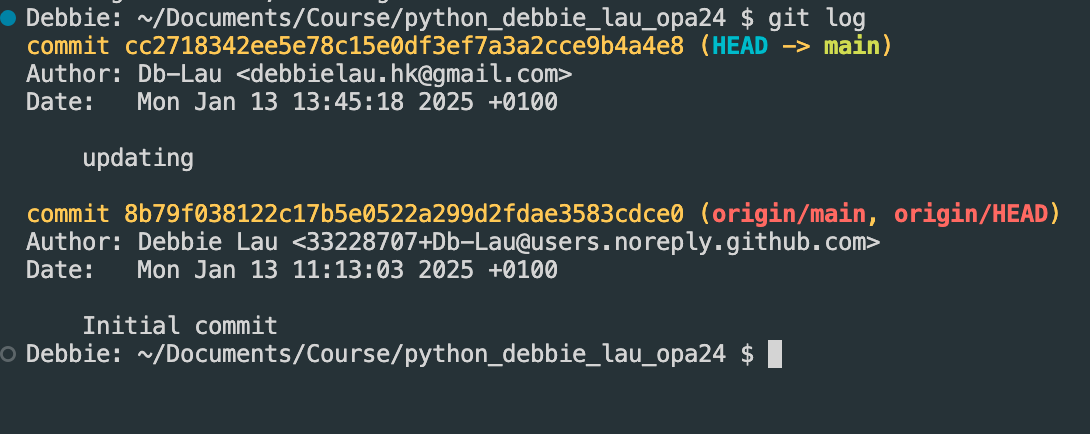 Debbie: ~/Documents/Course/python_debbie_lau_opa24 $ git log
commit cc2718342ee5e78c15e0df3ef7a3a2cce9b4a4e8 (HEAD -> main)
Author: Db-Lau <debbielau.hk@gmail.com>
Date:   Mon Jan 13 13:45:18 2025 +0100
    updating
commit 8b79f038122c17b5e0522a299d2fdae3583cdce0 (origin/main, origin/HEAD)
Author: Debbie Lau <33228707+Db-Lau@users.noreply.github.com>
Date:   Mon Jan 13 11:13:03 2025 +0100
    Initial commit
Debbie: ~/Documents/Course/python_debbie_lau_opa24 $